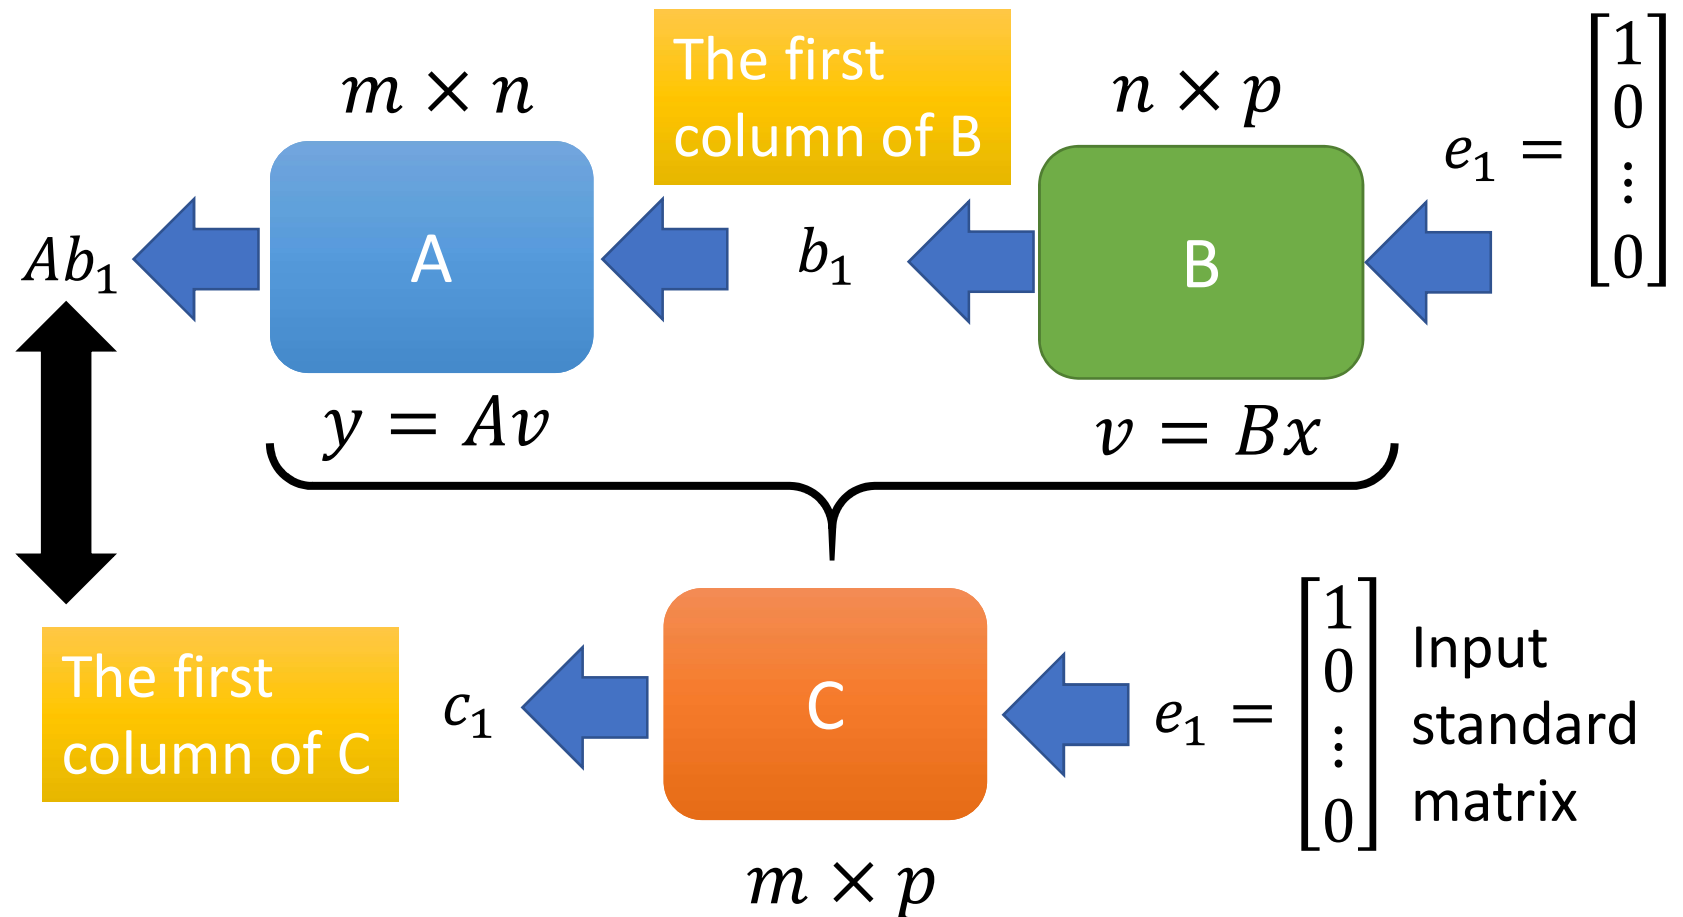 The first
column of B
m × n
n × p
e₁ = [1 0 ⋮ 0]
Ab₁
A
b₁
B
y = Av
v = Bx
The first
column of C
c₁
C
e₁ = [1 0 ⋮ 0]
Input
standard
matrix
m × p